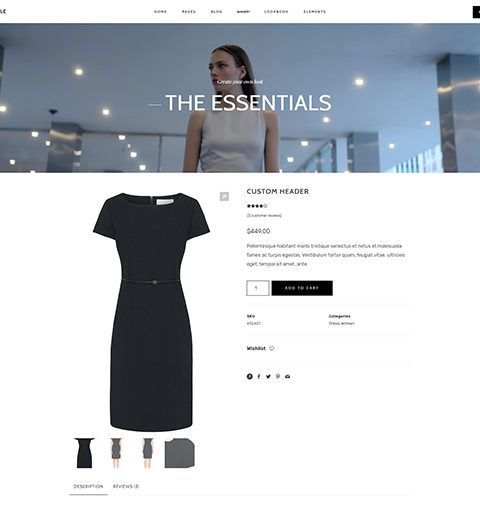 LE
HOME PAGES BLOG SHOP LOOKBOOK ELEMENTS
Create your own look
THE ESSENTIALS
CUSTOM HEADER
(3 customer reviews)
$449.00
Pellentesque habitant morbi tristique senectus et netus et malesuada
fames ac turpis egestas. Vestibulum tortor quam, feugiat vitae, ultricies
eget, tempor sit amet, ante.
1 ADD TO CART
SKU Categories
Dress, Women
Wishlist
DESCRIPTION REVIEWS (3)